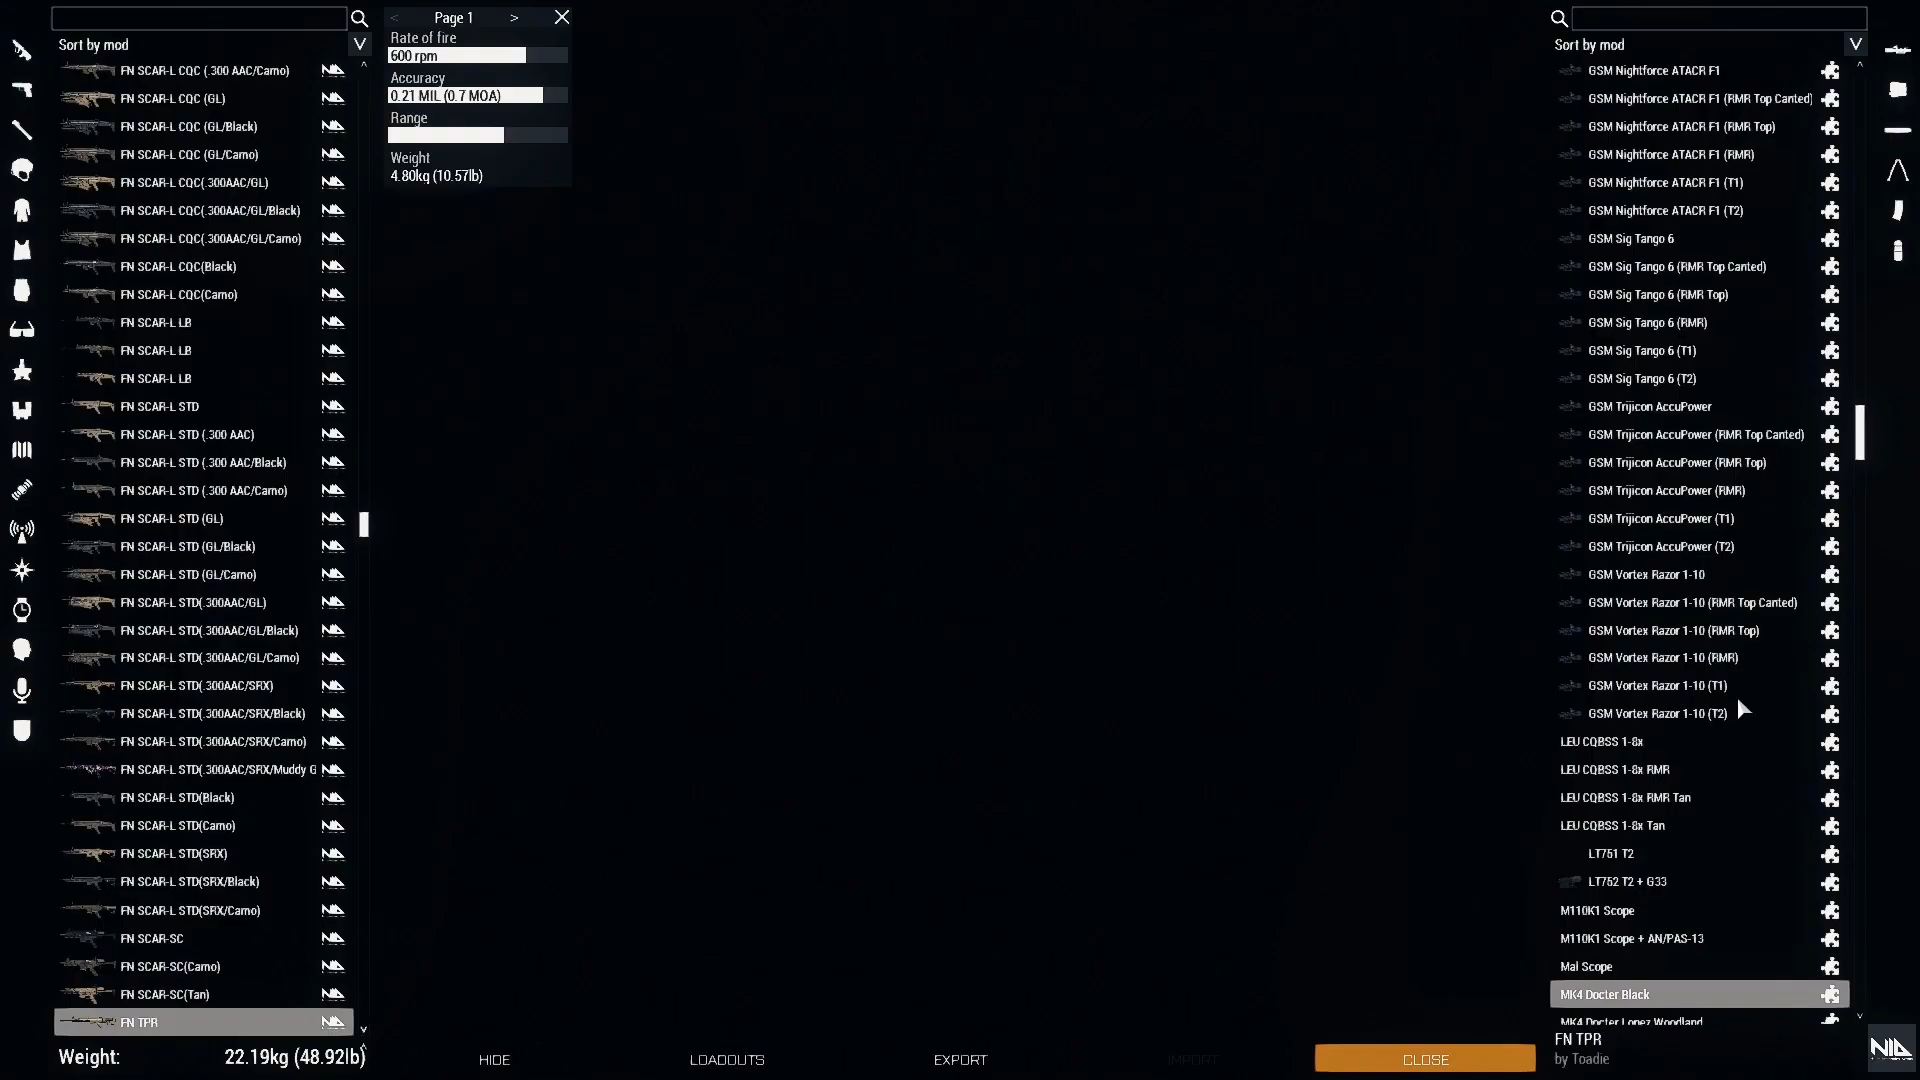 Sort by mod
FN SCAR-L CQC (.300 AAC/Camo)
FN SCAR-L CQC (GL)
FN SCAR-L CQC (GL/Black)
FN SCAR-L CQC (GL/Camo)
FN SCAR-L CQC(.300AAC/GL)
FN SCAR-L CQC(.300AAC/GL/Black)
FN SCAR-L CQC(.300AAC/GL/Camo)
FN SCAR-L CQC(Black)
FN SCAR-L CQC(Camo)
FN SCAR-L LB
FN SCAR-L LB
FN SCAR-L LB
FN SCAR-L STD
FN SCAR-L STD (.300 AAC)
FN SCAR-L STD (.300 AAC/Black)
FN SCAR-L STD (.300 AAC/Camo)
FN SCAR-L STD (GL)
FN SCAR-L STD (GL/Black)
FN SCAR-L STD (GL/Camo)
FN SCAR-L STD(.300AAC/GL)
FN SCAR-L STD(.300AAC/GL/Black)
FN SCAR-L STD(.300AAC/GL/Camo)
FN SCAR-L STD(.300AAC/SRX)
FN SCAR-L STD(.300AAC/SRX/Black)
FN SCAR-L STD(.300AAC/SRX/Camo)
FN SCAR-L STD(.300AAC/SRX/Muddy G
FN SCAR-L STD(Black)
FN SCAR-L STD(Camo)
FN SCAR-L STD(SRX)
FN SCAR-L STD(SRX/Black)
FN SCAR-L STD(SRX/Camo)
FN SCAR-SC
FN SCAR-SC(Camo)
FN SCAR-SC(Tan)
FN TPR
Weight: 22.19kg (48.92lb)
< Page 1 >
Rate of fire
600 rpm
Accuracy
0.21 MIL (0.7 MOA)
Range
Weight
4.80kg (10.57lb)
HIDE
LOADOUTS
EXPORT
IMPORT
CLOSE
Sort by mod
GSM Nightforce ATACR F1
GSM Nightforce ATACR F1 (RMR Top Canted)
GSM Nightforce ATACR F1 (RMR Top)
GSM Nightforce ATACR F1 (RMR)
GSM Nightforce ATACR F1 (T1)
GSM Nightforce ATACR F1 (T2)
GSM Sig Tango 6
GSM Sig Tango 6 (RMR Top Canted)
GSM Sig Tango 6 (RMR Top)
GSM Sig Tango 6 (RMR)
GSM Sig Tango 6 (T1)
GSM Sig Tango 6 (T2)
GSM Trijicon AccuPower
GSM Trijicon AccuPower (RMR Top Canted)
GSM Trijicon AccuPower (RMR Top)
GSM Trijicon AccuPower (RMR)
GSM Trijicon AccuPower (T1)
GSM Trijicon AccuPower (T2)
GSM Vortex Razor 1-10
GSM Vortex Razor 1-10 (RMR Top Canted)
GSM Vortex Razor 1-10 (RMR Top)
GSM Vortex Razor 1-10 (RMR)
GSM Vortex Razor 1-10 (T1)
GSM Vortex Razor 1-10 (T2)
LEU CQBSS 1-8x
LEU CQBSS 1-8x RMR
LEU CQBSS 1-8x RMR Tan
LEU CQBSS 1-8x Tan
LT751 T2
LT752 T2 + G33
M110K1 Scope
M110K1 Scope + AN/PAS-13
Mal Scope
MK4 Docter Black
MK4 Docter Lopez Woodland
FN TPR
by Toadie